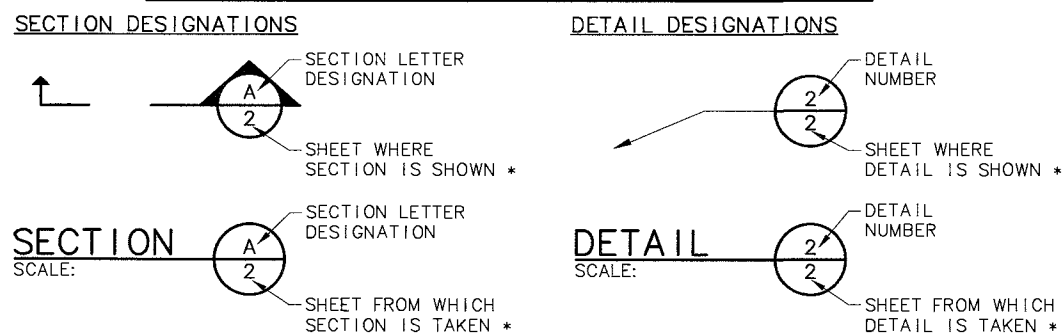 SECTION DESIGNATIONS
SECTION LETTER
DESIGNATION
A
2
SHEET WHERE
SECTION IS SHOWN *
SECTION
SCALE:
SECTION LETTER
DESIGNATION
A
2
SHEET FROM WHICH
SECTION IS TAKEN *
DETAIL DESIGNATIONS
DETAIL
NUMBER
2
2
SHEET WHERE
DETAIL IS SHOWN *
DETAIL
SCALE:
DETAIL
NUMBER
2
2
SHEET FROM WHICH
DETAIL IS TAKEN *